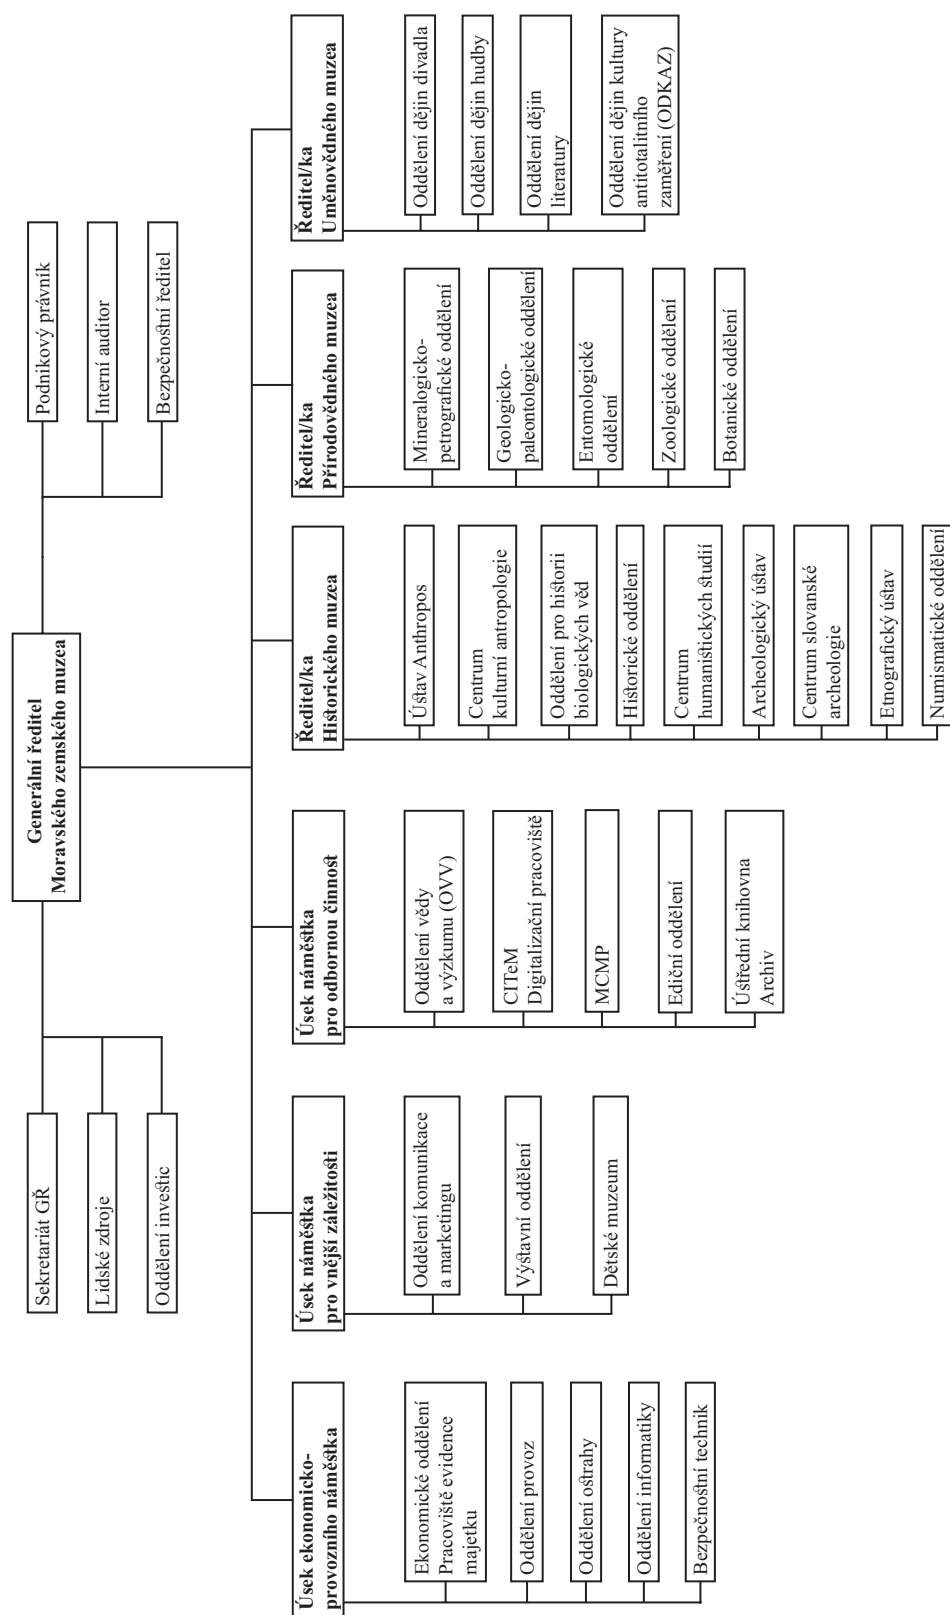 Generální ředitel
Moravského zemského muzea
Sekretariát GŘ
Lidské zdroje
Oddělení investic
Podnikový právník
Interní auditor
Bezpečnostní ředitel
Úsek ekonomicko-
provozního náměstka
Ekonomické oddělení
Pracoviště evidence
majetku
Oddělení provoz
Oddělení ostrahy
Oddělení informatiky
Bezpečnostní technik
Úsek náměstka
pro vnější záležitosti
Oddělení komunikace
a marketingu
Výstavní oddělení
Dětské muzeum
Úsek náměstka
pro odbornou činnost
Oddělení vědy
a výzkumu (OVV)
CITeM
Digitalizační pracoviště
MCMP
Ediční oddělení
Ústřední knihovna
Archiv
Ředitel/ka
Historického muzea
Ústav Anthropos
Centrum
kulturní antropologie
Oddělení pro historii
biologických věd
Historické oddělení
Centrum
humanistických studií
Archeologický ústav
Centrum slovanské
archeologie
Etnografický ústav
Numismatické oddělení
Ředitel/ka
Přírodovědného muzea
Mineralogicko-
petrografické oddělení
Geologicko-
paleontologické oddělení
Entomologické
oddělení
Zoologické oddělení
Botanické oddělení
Ředitel/ka
Uměnovědného muzea
Oddělení dějin divadla
Oddělení dějin hudby
Oddělení dějin
literatury
Oddělení dějin kultury
antitotalitního
zaměření (ODKAZ)